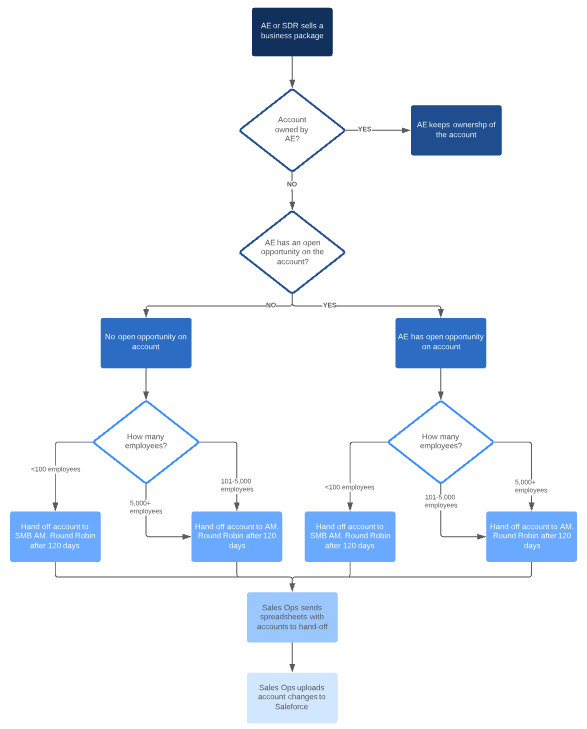 AE or SDR sells a
business package
Account
owned by
AE?
YES
AE keeps ownershp of
the account
NO
AE has an open
opportunity on the
account?
NO
YES
No open opportunity on
account
AE has open opportunity
on account
How many
employees?
How many
employees?
<100 employees
5,000+
employees
101-5,000
employees
<100 employees
101-5,000
employees
5,000+
employees
Hand off account to
SMB AM. Round Robin
after 120 days
Hand off account to AM.
Round Robin after 120
days
Hand off account to
SMB AM. Round Robin
after 120 days
Hand off account to AM.
Round Robin after 120
days
Sales Ops sends
spreadsheets with
accounts to hand-off
Sales Ops uploads
account changes to
Saleforce